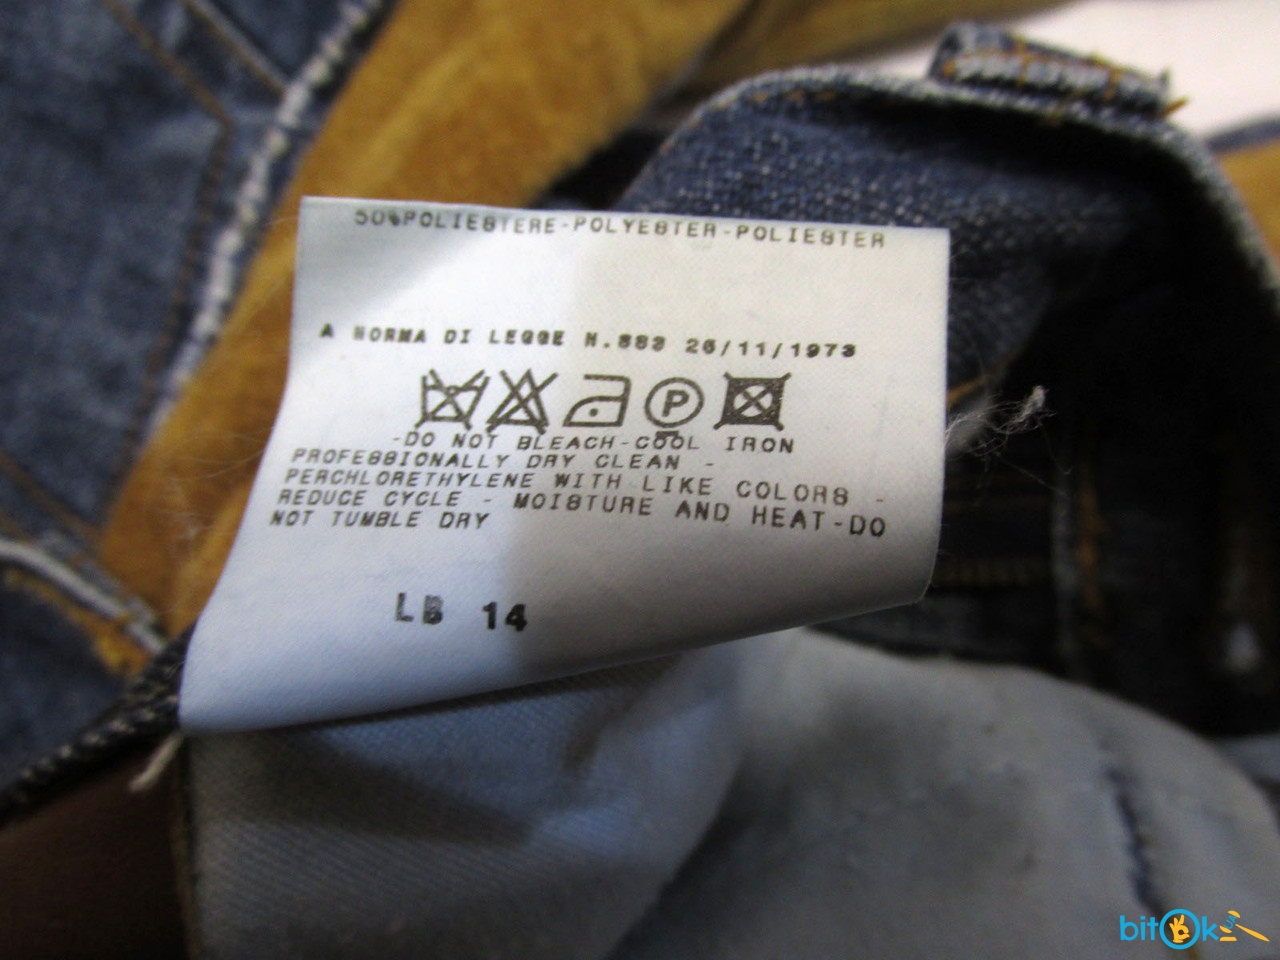 50%POLIESTERE-POLYESTER-POLIESTER
A NORMA DI LEGGE N.883 26/11/1973
P
-DO NOT BLEACH-COOL IRON
PROFESSIONALLY DRY CLEAN -
PERCHLORETHYLENE WITH LIKE COLORS -
REDUCE CYCLE - MOISTURE AND HEAT-DO
NOT TUMBLE DRY
LB 14
bitOk